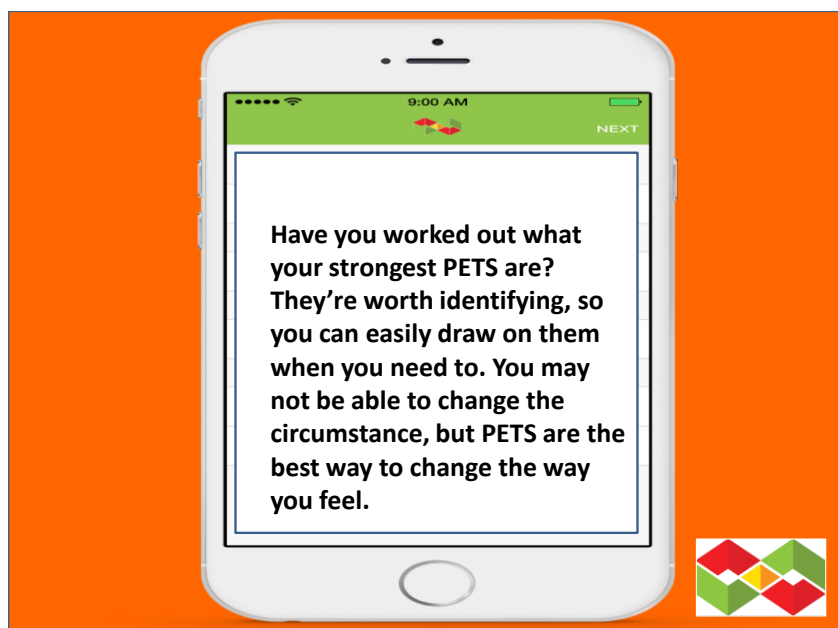 9:00 AM
NEXT
Have you worked out what
your strongest PETS are?
They’re worth identifying, so
you can easily draw on them
when you need to. You may
not be able to change the
circumstance, but PETS are the
best way to change the way
you feel.